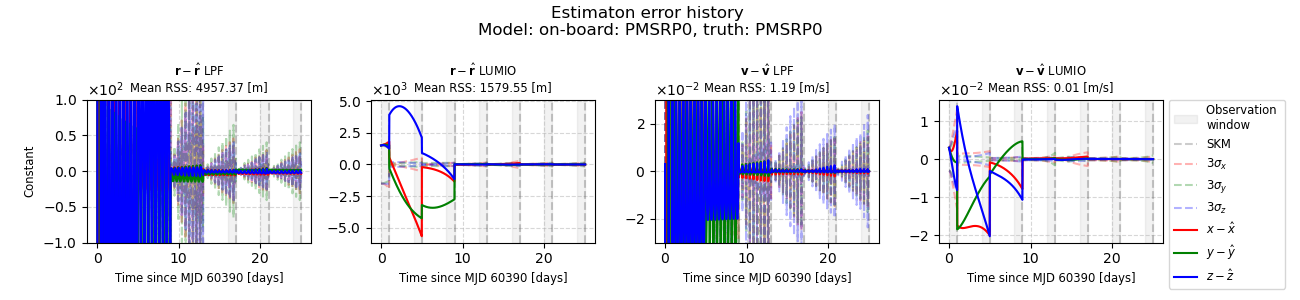 Estimaton error history
Model: on-board: PMSRP0, truth: PMSRP0
r − r̂ LPF
×10² Mean RSS: 4957.37 [m]
1.0
0.5
0.0
−0.5
−1.0
Constant
0 10 20
Time since MJD 60390 [days]
r − r̂ LUMIO
×10³ Mean RSS: 1579.55 [m]
5.0
2.5
0.0
−2.5
−5.0
0 10 20
Time since MJD 60390 [days]
v − v̂ LPF
×10⁻² Mean RSS: 1.19 [m/s]
2
0
−2
0 10 20
Time since MJD 60390 [days]
v − v̂ LUMIO
×10⁻² Mean RSS: 0.01 [m/s]
1
0
−1
−2
0 10 20
Time since MJD 60390 [days]
Observation
window
SKM
3σₓ
3σ_y
3σ_z
x − x̂
y − ŷ
z − ẑ